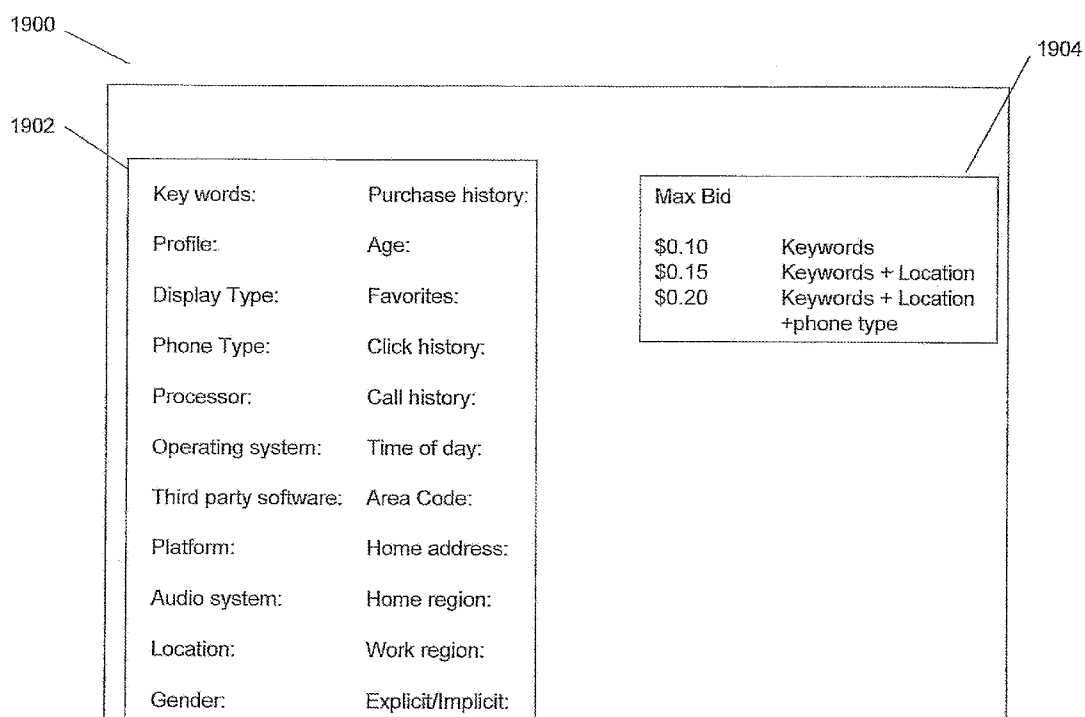 1900
1904
1902
Key words: Purchase history:
Profile: Age:
Display Type: Favorites:
Phone Type: Click history:
Processor: Call history:
Operating system: Time of day:
Third party software: Area Code:
Platform: Home address:
Audio system: Home region:
Location: Work region:
Gender: Explicit/Implicit:
Max Bid
$0.10 Keywords
$0.15 Keywords + Location
$0.20 Keywords + Location
+phone type